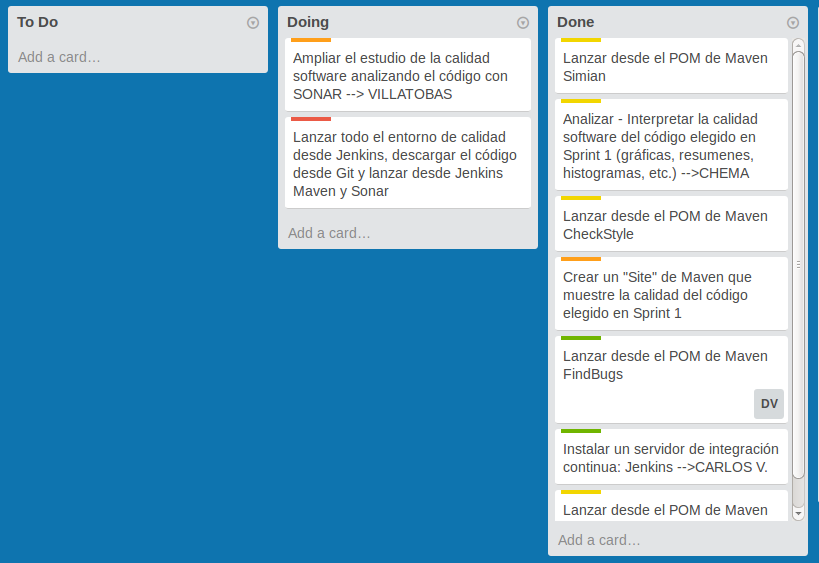 To Do
Add a card…
Doing
Ampliar el estudio de la calidad
software analizando el código con
SONAR --> VILLATOBAS
Lanzar todo el entorno de calidad
desde Jenkins, descargar el código
desde Git y lanzar desde Jenkins
Maven y Sonar
Add a card…
Done
Lanzar desde el POM de Maven
Simian
Analizar - Interpretar la calidad
software del código elegido en
Sprint 1 (gráficas, resumenes,
histogramas, etc.) -->CHEMA
Lanzar desde el POM de Maven
CheckStyle
Crear un "Site" de Maven que
muestre la calidad del código
elegido en Sprint 1
Lanzar desde el POM de Maven
FindBugs
DV
Instalar un servidor de integración
continua: Jenkins -->CARLOS V.
Lanzar desde el POM de Maven
Add a card…